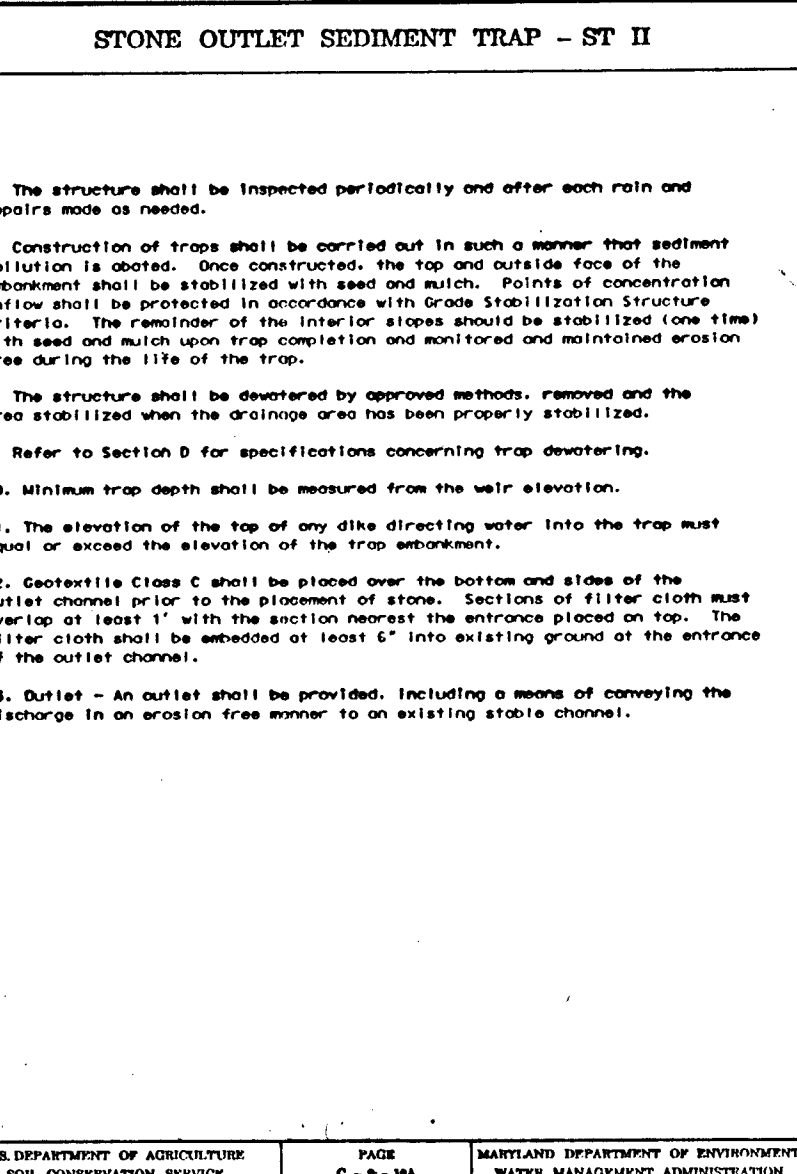 STONE OUTLET SEDIMENT TRAP – ST II
The structure shall be inspected periodically and after each rain and
pairs made as needed.
Construction of traps shall be carried out in such a manner that sediment
llution is abated. Once constructed, the top and outside face of the
bankment shall be stabilized with seed and mulch. Points of concentration
flow shall be protected in accordance with Grade Stabilization Structure
iteria. The remainder of the interior slopes should be stabilized (one time)
th seed and mulch upon trap completion and monitored and maintained erosion
ee during the life of the trap.
The structure shall be dewatered by approved methods, removed and the
ea stabilized when the drainage area has been properly stabilized.
Refer to Section D for specifications concerning trap dewatering.
. Minimum trap depth shall be measured from the weir elevation.
. The elevation of the top of any dike directing water into the trap must
ual or exceed the elevation of the trap embankment.
. Geotextile Class C shall be placed over the bottom and sides of the
tlet channel prior to the placement of stone. Sections of filter cloth must
erlap at least 1' with the section nearest the entrance placed on top. The
ilter cloth shall be embedded at least 6" into existing ground at the entrance
the outlet channel.
. Outlet – An outlet shall be provided, including a means of conveying the
scharge in an erosion free manner to an existing stable channel.
S. DEPARTMENT OF AGRICULTURE PAGE MARYLAND DEPARTMENT OF ENVIRONMENT
SOIL CONSERVATION SERVICE WATER MANAGEMENT ADMINISTRATION